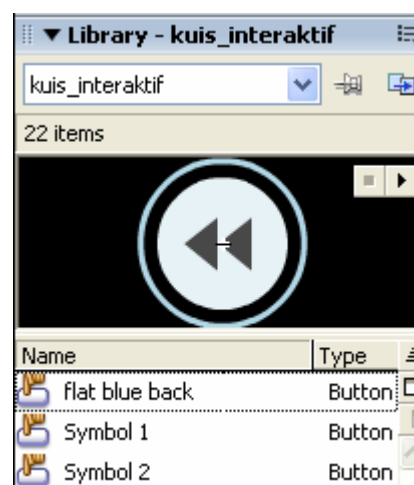 Library - kuis_interaktif
kuis_interaktif
22 items
Name Type
flat blue back Button
Symbol 1 Button
Symbol 2 Button